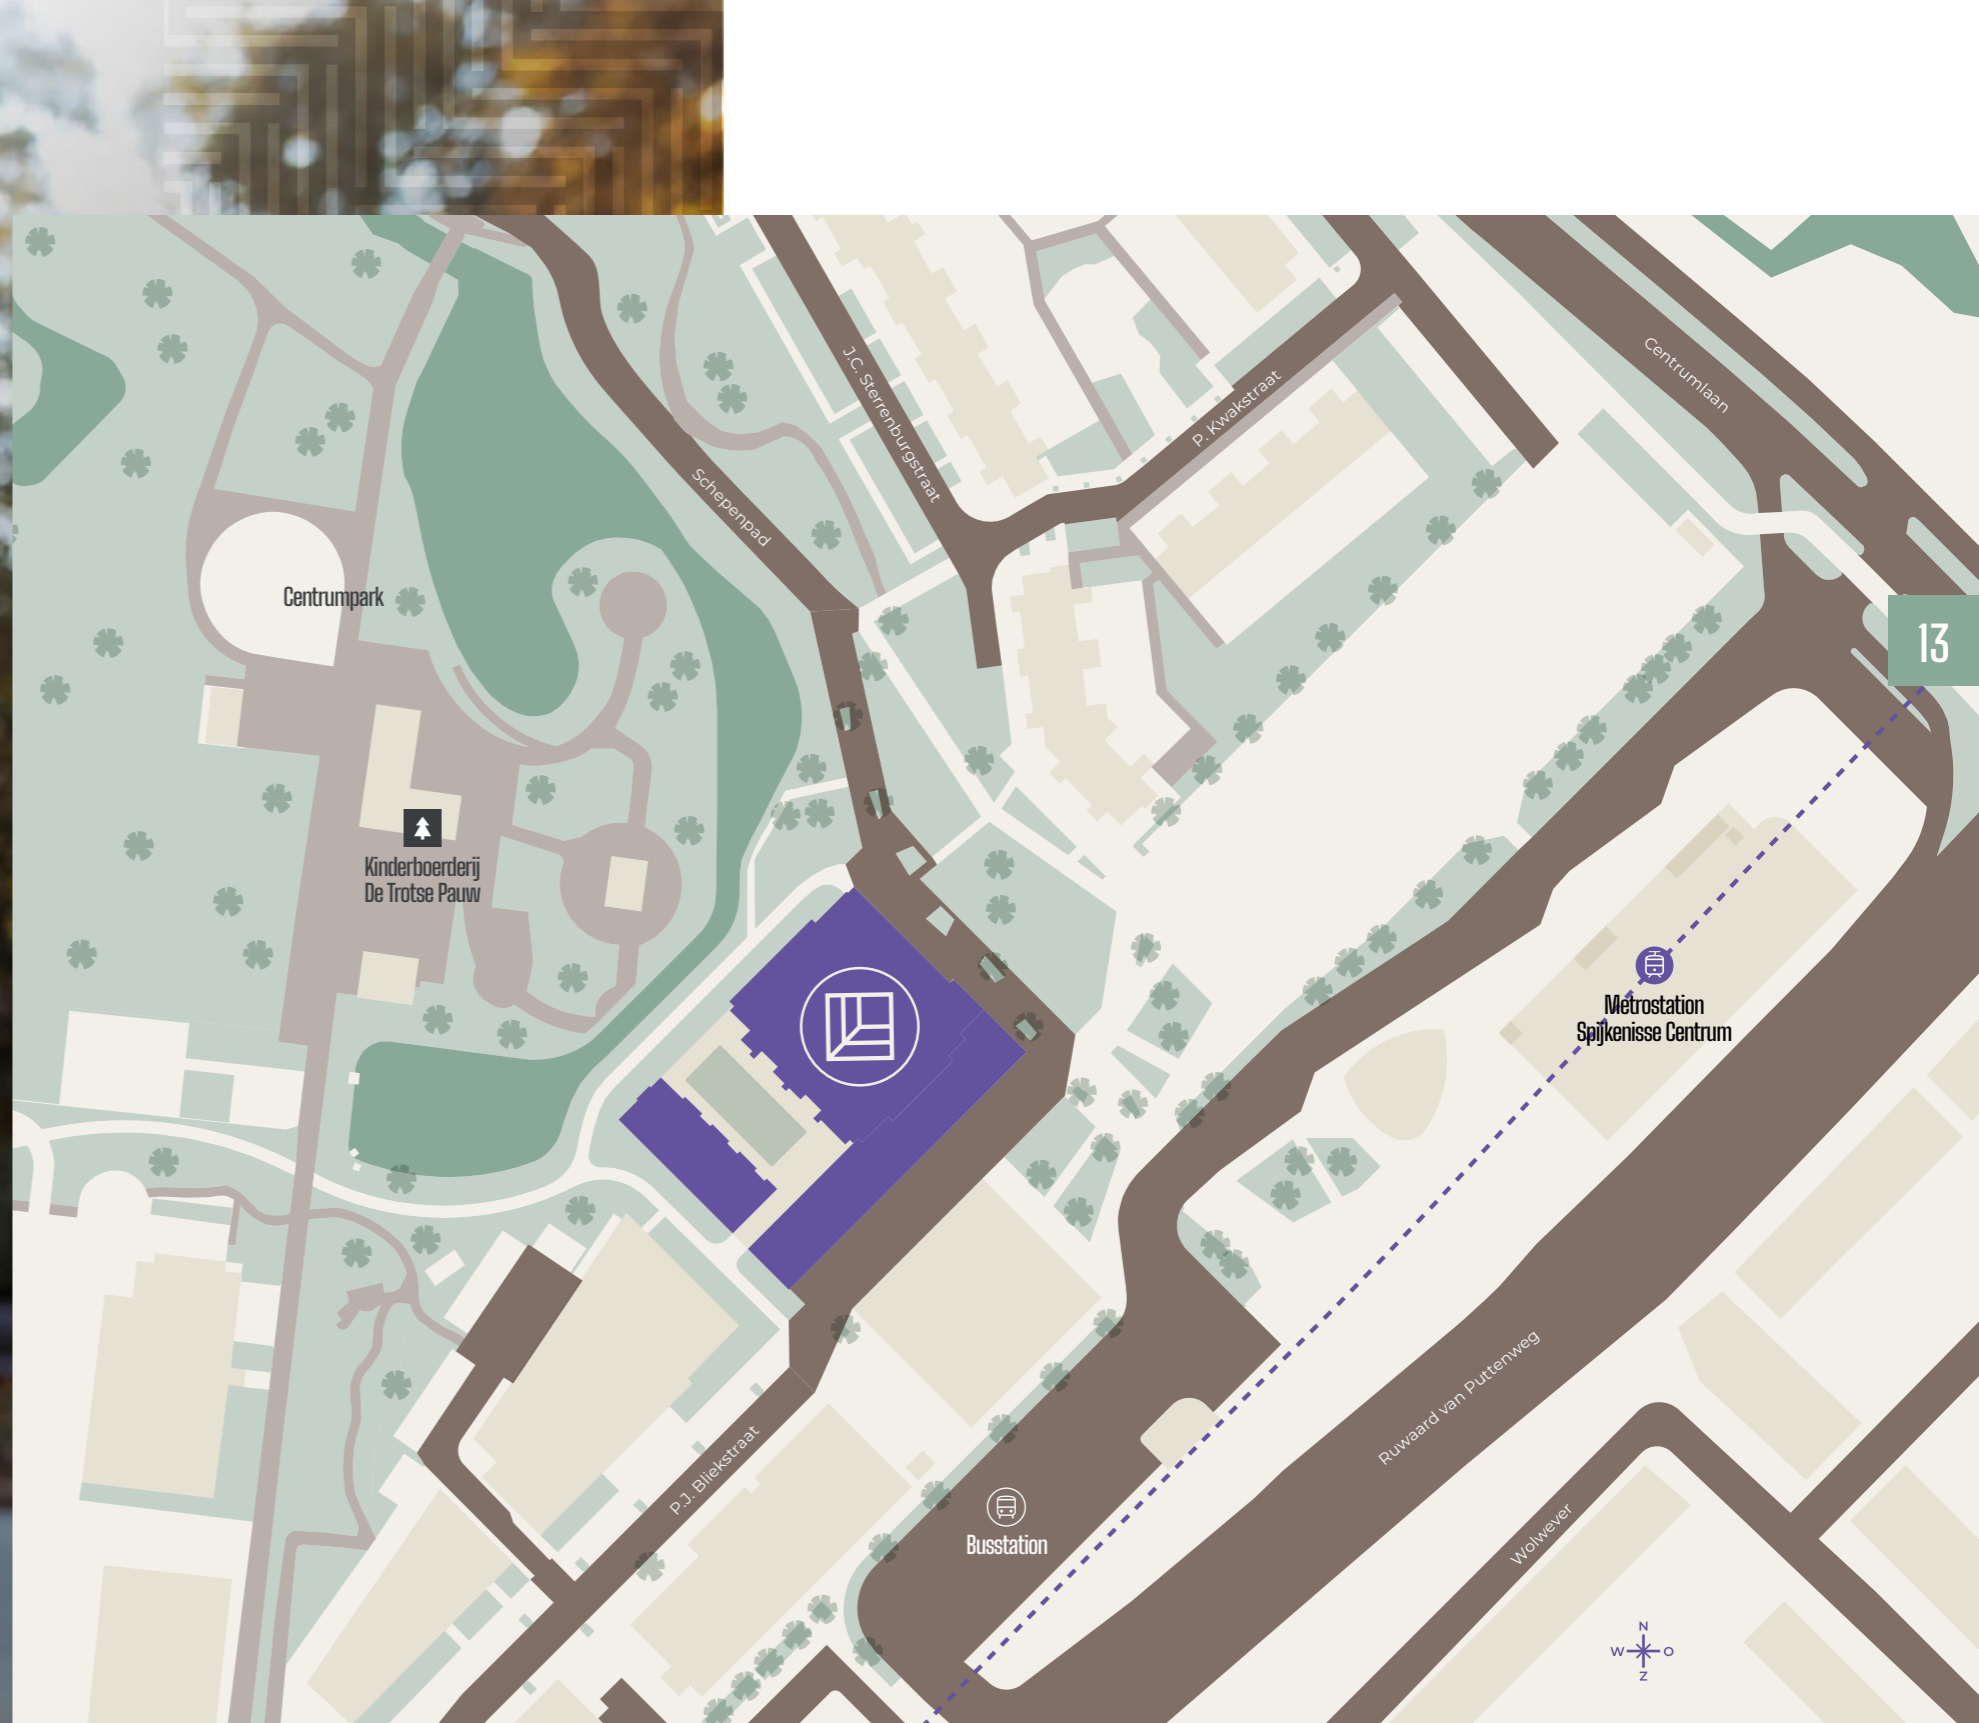 Centrumlaan
J.C. Sterrenburgstraat
P. Kwakstraat
Schepenpad
Centrumpark
13
Kinderboerderij
De Trotse Pauw
Metrostation
Spijkenisse Centrum
Ruwaard van Puttenweg
P.J. Bliekstraat
Busstation
Wolwever
N
W O
Z